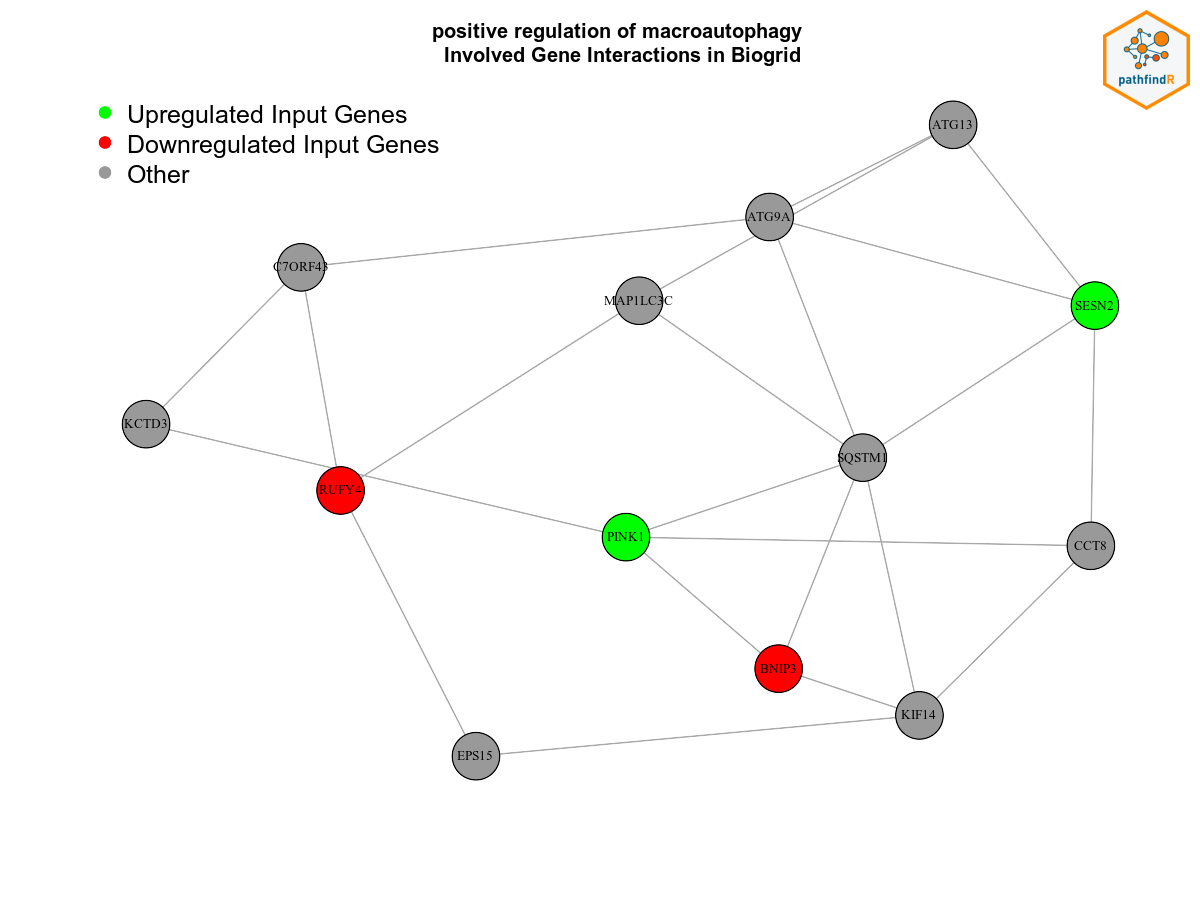 positive regulation of macroautophagy
Involved Gene Interactions in Biogrid
pathfindR
Upregulated Input Genes
Downregulated Input Genes
Other
ATG13
ATG9A
C7ORF43
MAP1LC3C
SESN2
KCTD3
SQSTM1
RUFY4
PINK1
CCT8
BNIP3
KIF14
EPS15